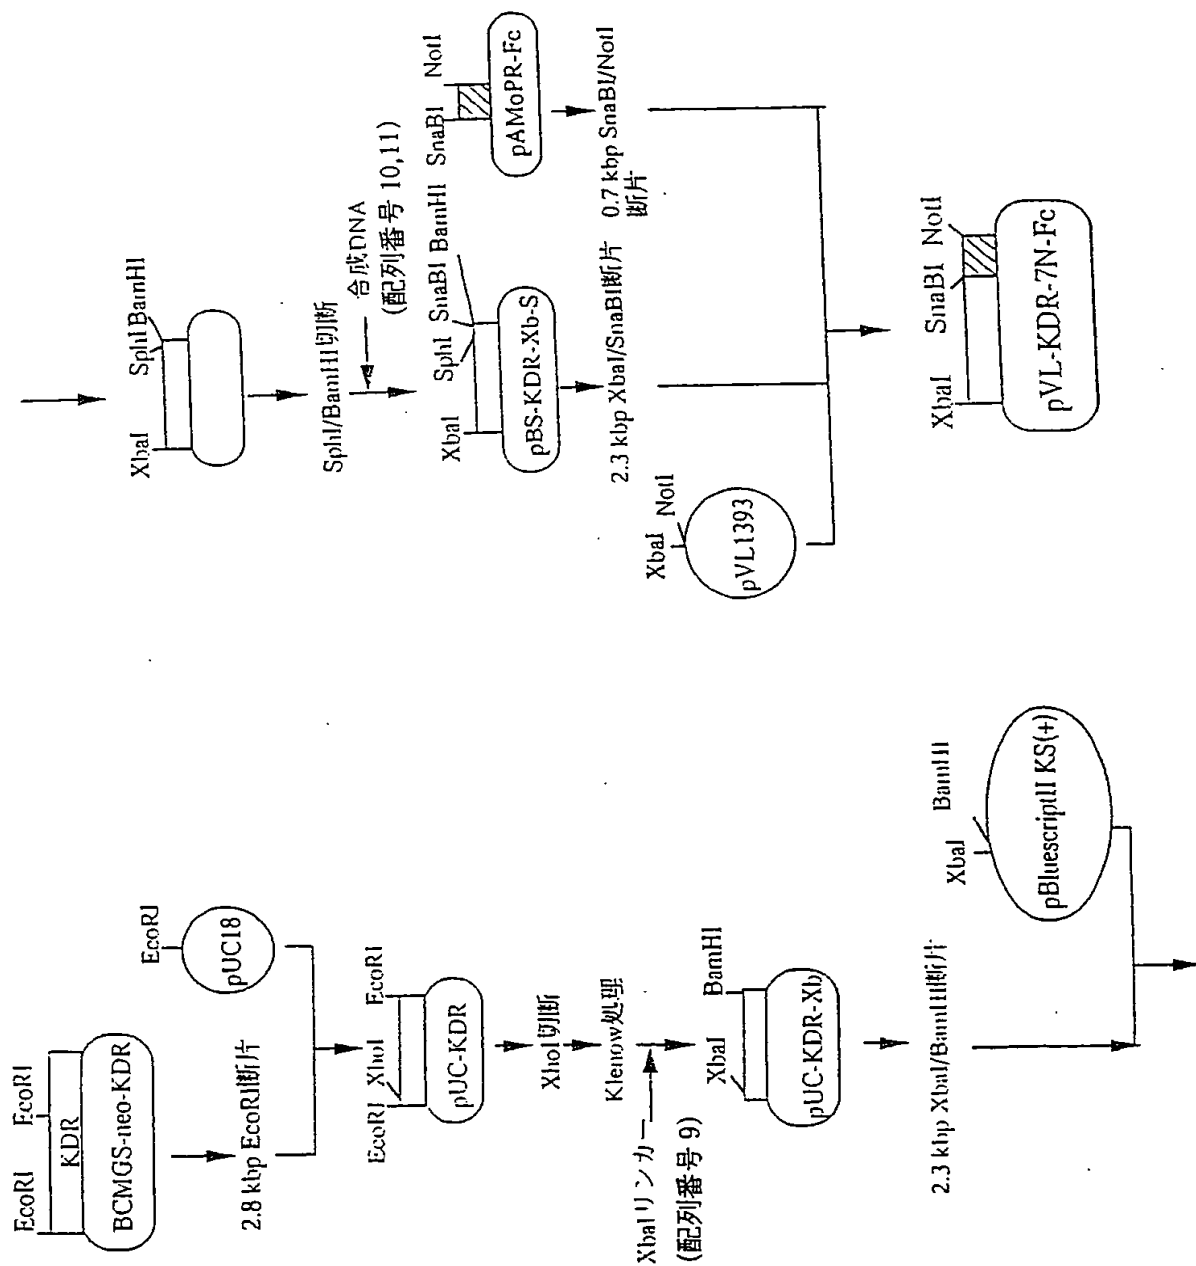 EcoRI EcoRI
KDR
BCMGS-neo-KDR
2.8 kbp EcoRI断片
EcoRI
pUC18
EcoRI XhoI EcoRI
pUC-KDR
XhoI切断
Klenow処理
XbaIリンカー
(配列番号 9)
XbaI BamHI
pUC-KDR-Xb
2.3 kbp XbaI/BamHI断片
XbaI BamHI
pBluescriptII KS(+)
XbaI SphI BamHI
SphI/BamHI切断
合成DNA
(配列番号 10,11)
XbaI SphI SnaBI BamHI
pBS-KDR-Xb-S
2.3 kbp XbaI/SnaBI断片
SnaBI NotI
pAMoPR-Fc
0.7 kbp SnaBI/NotI
断片
XbaI NotI
pVL1393
XbaI SnaBI NotI
pVL-KDR-7N-Fc